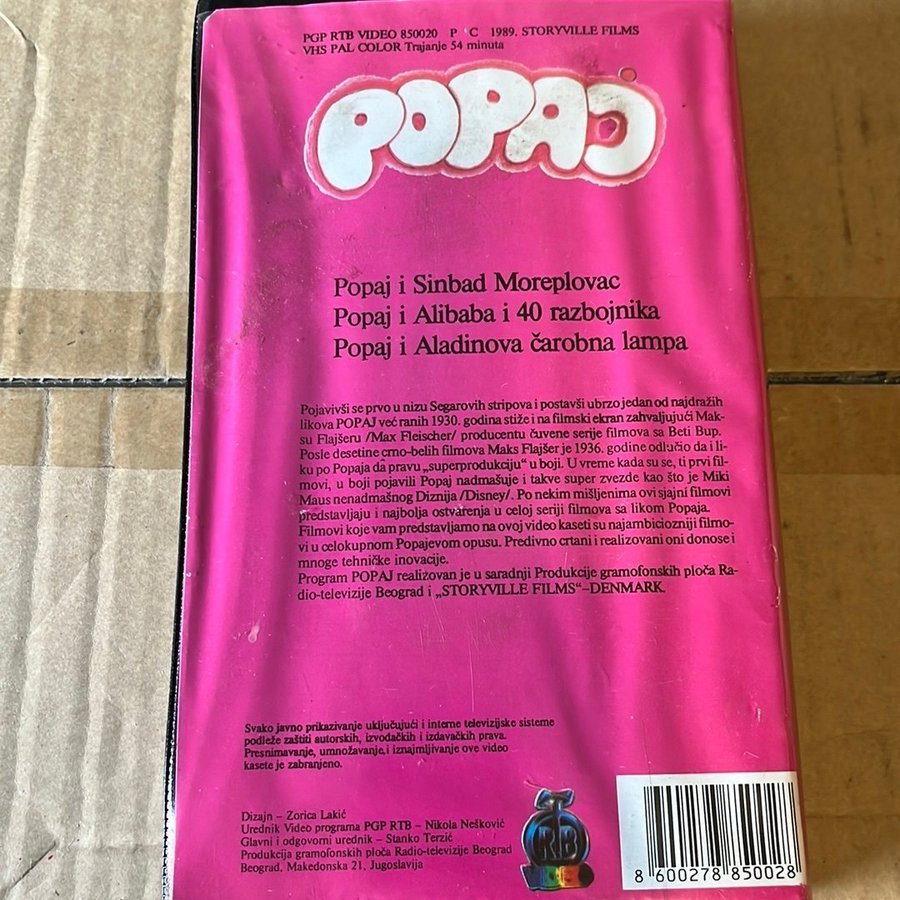 PGP RTB VIDEO 850020 P C 1989. STORYVILLE FILMS
VHS PAL COLOR Trajanje 54 minuta
POPAJ
Popaj i Sinbad Moreplovac
Popaj i Alibaba i 40 razbojnika
Popaj i Aladinova čarobna lampa
Pojavivši se prvo u nizu Segarovih stripova i postavši ubrzo jedan od najdražih
likova POPAJ već ranih 1930. godina stiže i na filmski ekran zahvaljujući Mak-
su Flajšeru /Max Fleischer/ producentu čuvene serije filmova sa Beti Bup.
Posle desetine crno-belih filmova Maks Flajšer je 1936. godine odlučio da i li-
ku po Popaja dâ pravu „superprodukciju“ u boji. U vreme kada su se, ti prvi fil-
movi, u boji pojavili Popaj nadmašuje i takve super zvezde kao što je Miki
Maus nenadmašnog Diznija /Disney/. Po nekim mišljenima ovi sjajni filmovi
predstavljaju i najbolja ostvarenja u celoj seriji filmova sa likom Popaja.
Filmovi koje vam predstavljamo na ovoj video kaseti su najambiciozniji filmo-
vi u celokupnom Popajevom opusu. Predivno crtani i realizovani oni donose i
mnoge tehničke inovacije.
Program POPAJ realizovan je u saradnji Produkcije gramofonskih ploča Ra-
dio-televizije Beograd i „STORYVILLE FILMS“–DENMARK.
Svako javno prikazivanje uključujući i interne televizijske sisteme
podleže zaštiti autorskih, izvođačkih i izdavačkih prava.
Presnimavanje, umnožavanje,i iznajmljivanje ove video
kasete je zabranjeno.
Dizajn – Zorica Lakić
Urednik Video programa PGP RTB – Nikola Nešković
Glavni i odgovorni urednik – Stanko Terzić
Produkcija gramofonskih ploča Radio-televizije Beograd
Beograd, Makedonska 21, Jugoslavija
RTB
8 600278 850028